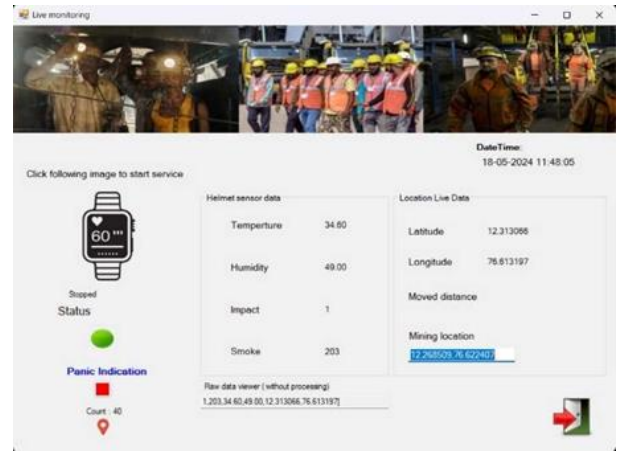 Live monitoring
DateTime:
18-05-2024 11:48:05
Click following image to start service
60
Stopped
Status
Panic Indication
Count : 40
Helmet sensor data
Temperture 34.60
Humidity 49.00
Impact 1
Smoke 203
Raw data viewer ( without processing)
1,203,34.60,49.00,12.313066,76.613197]
Location Live Data
Latitude 12.313066
Longitude 76.613197
Moved distance
Mining location
12.268509,76.622407